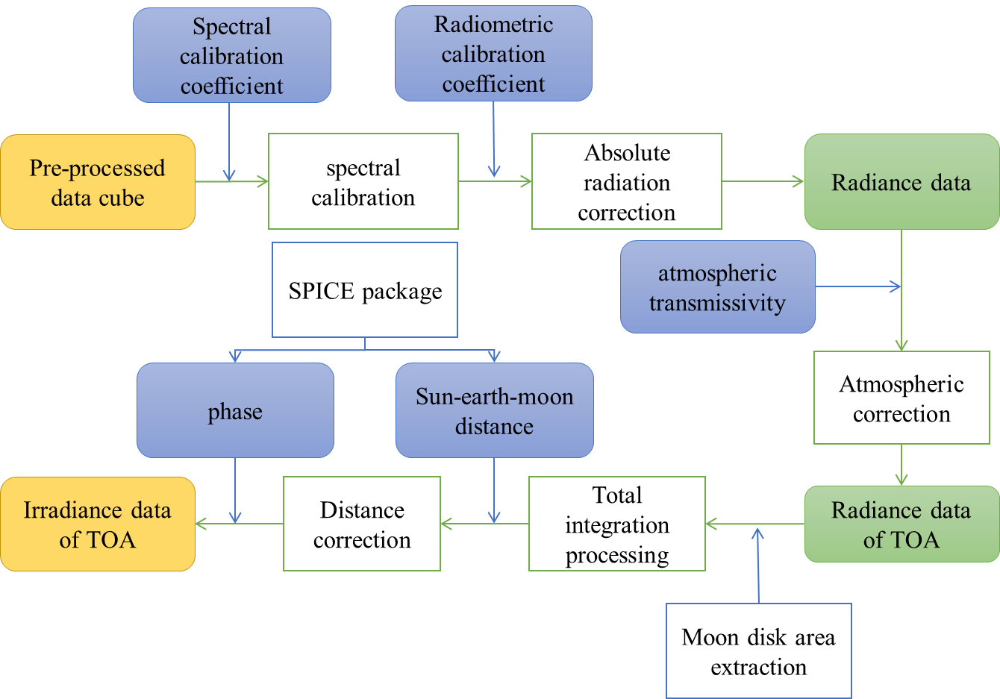 Spectral
calibration
coefficient
Radiometric
calibration
coefficient
Pre-processed
data cube
spectral
calibration
Absolute
radiation
correction
Radiance data
SPICE package
atmospheric
transmissivity
phase
Sun-earth-moon
distance
Atmospheric
correction
Irradiance data
of TOA
Distance
correction
Total
integration
processing
Radiance data
of TOA
Moon disk area
extraction